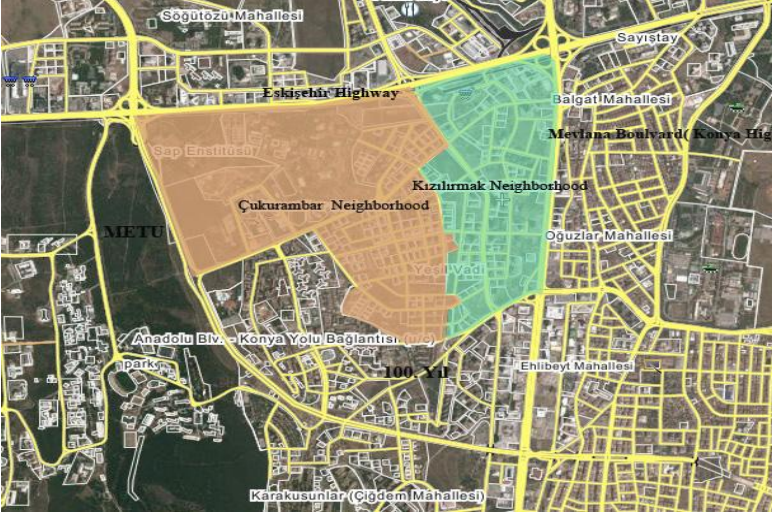 Söğütözü Mahallesi
Sayıştay
Eskişehir Highway
Balgat Mahallesi
Mevlana Boulvard( Konya Hig
Sap Enstitüsü
Kızılırmak Neighborhood
Çukurambar Neighborhood
METU
Oğuzlar Mahallesi
Yeşil Vadi
Anadolu Blv. - Konya Yolu Bağlantısı
park
100. Yıl
Ehlibeyt Mahallesi
Karakusunlar (Çiğdem Mahallesi)